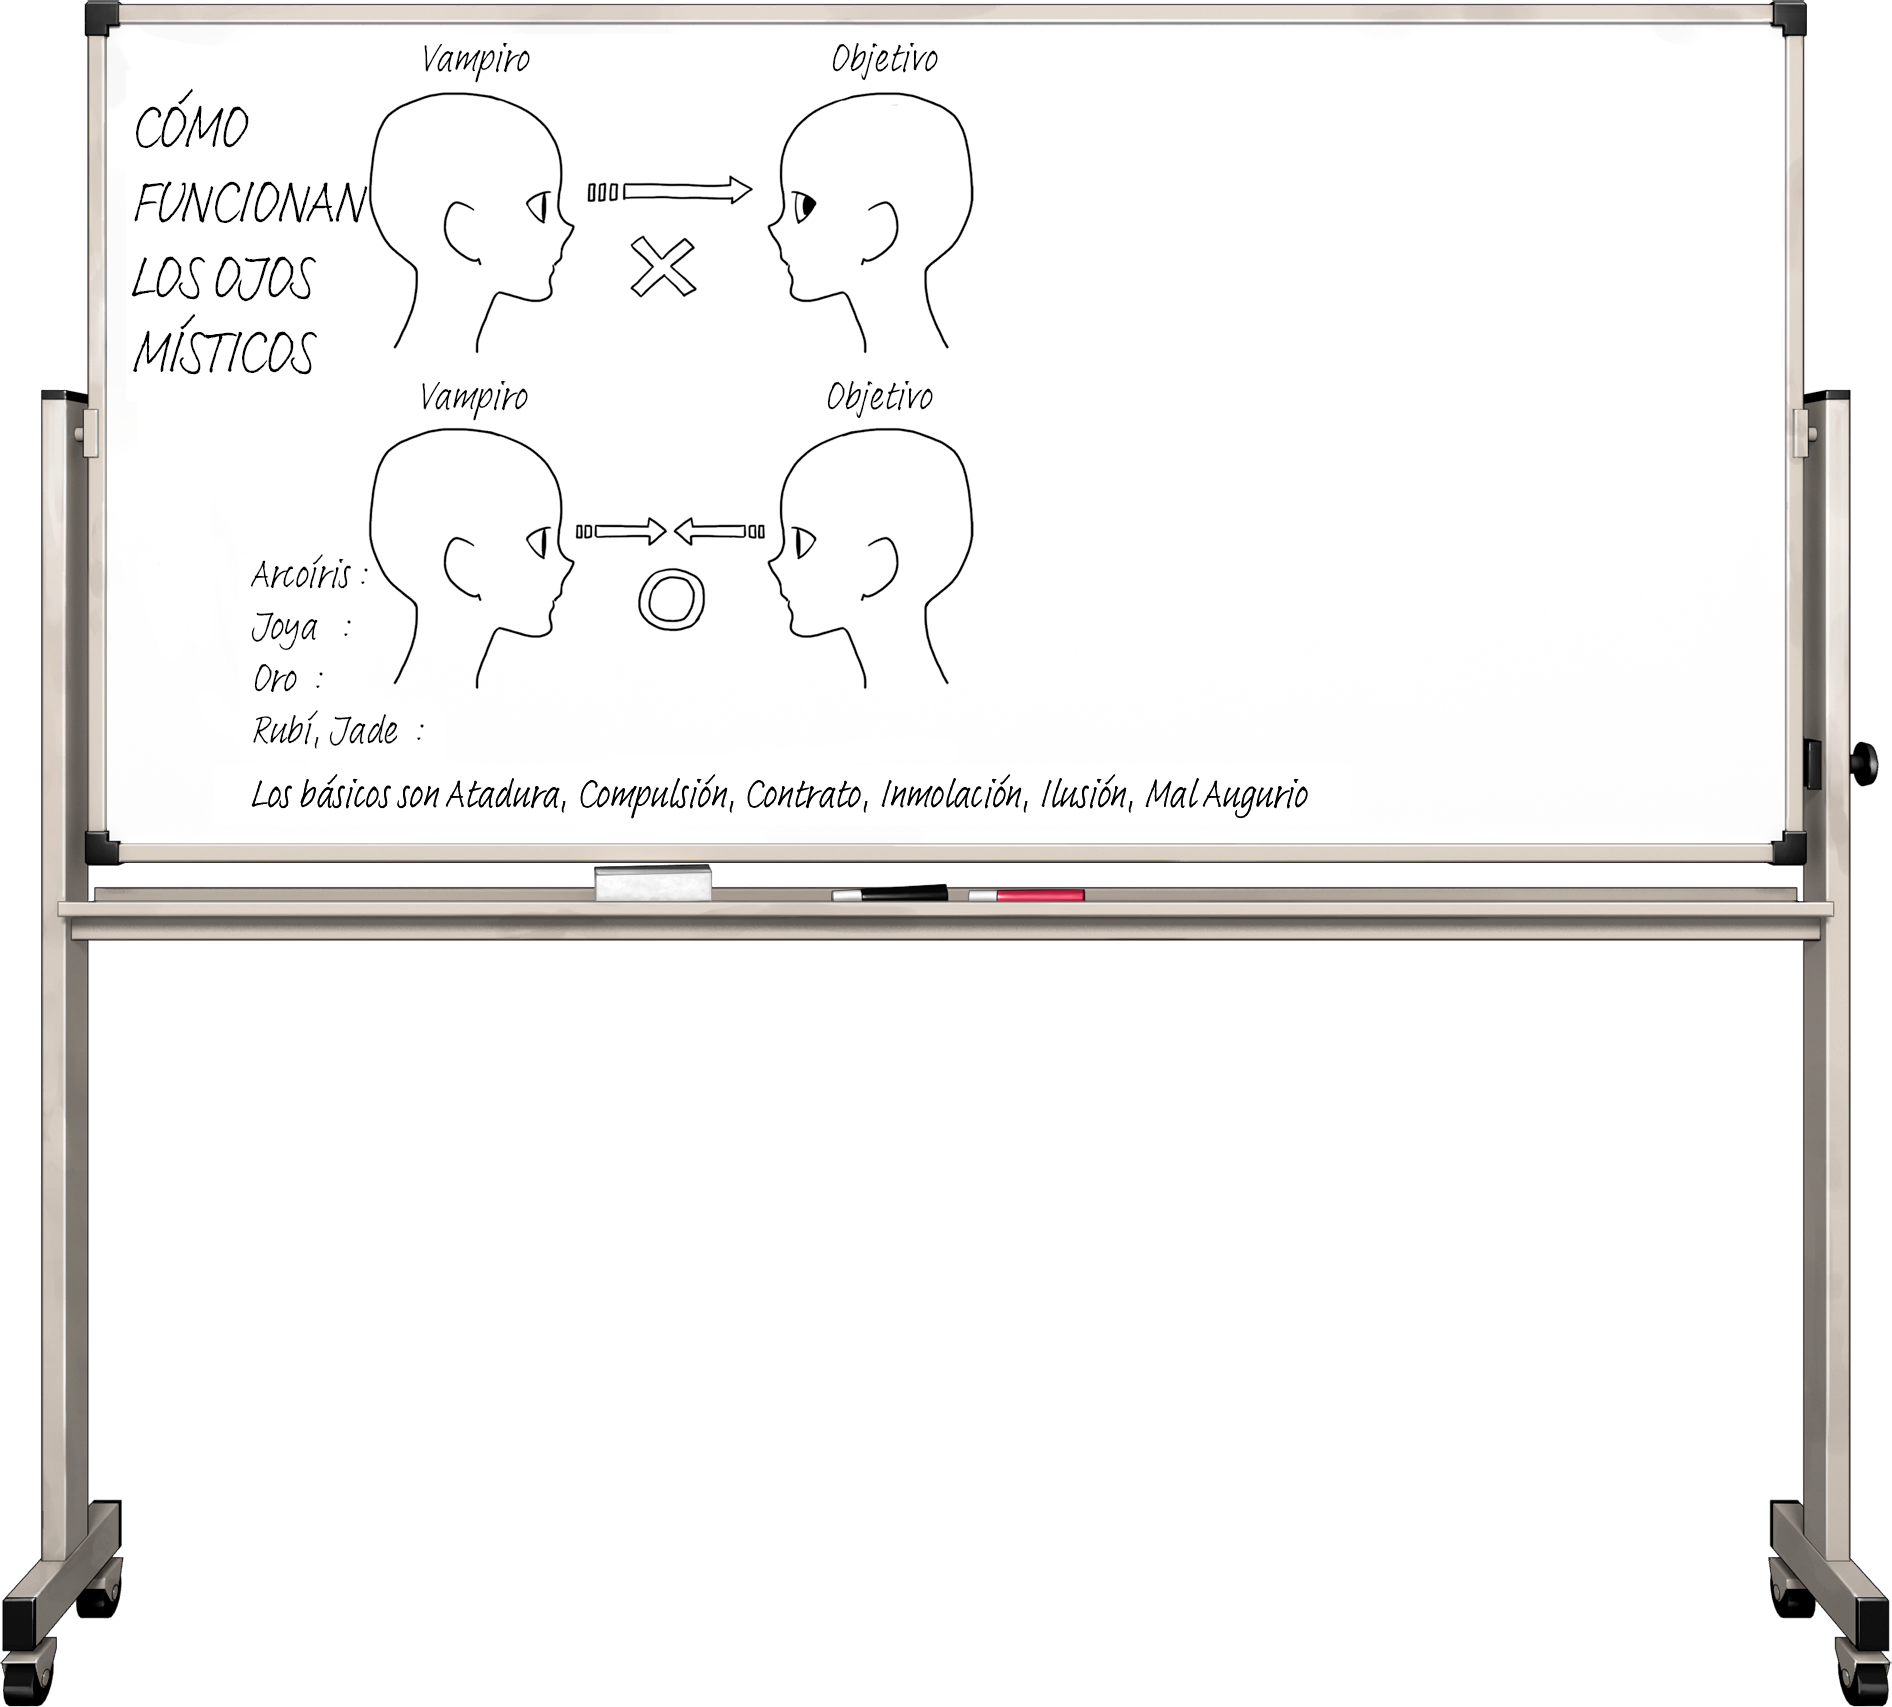 Vampiro
Objetivo
CÓMO
FUNCIONAN
LOS OJOS
MÍSTICOS
Vampiro
Objetivo
Arcoíris :
Joya :
Oro :
Rubí, Jade :
Los básicos son Atadura, Compulsión, Contrato, Inmolación, Ilusión, Mal Augurio